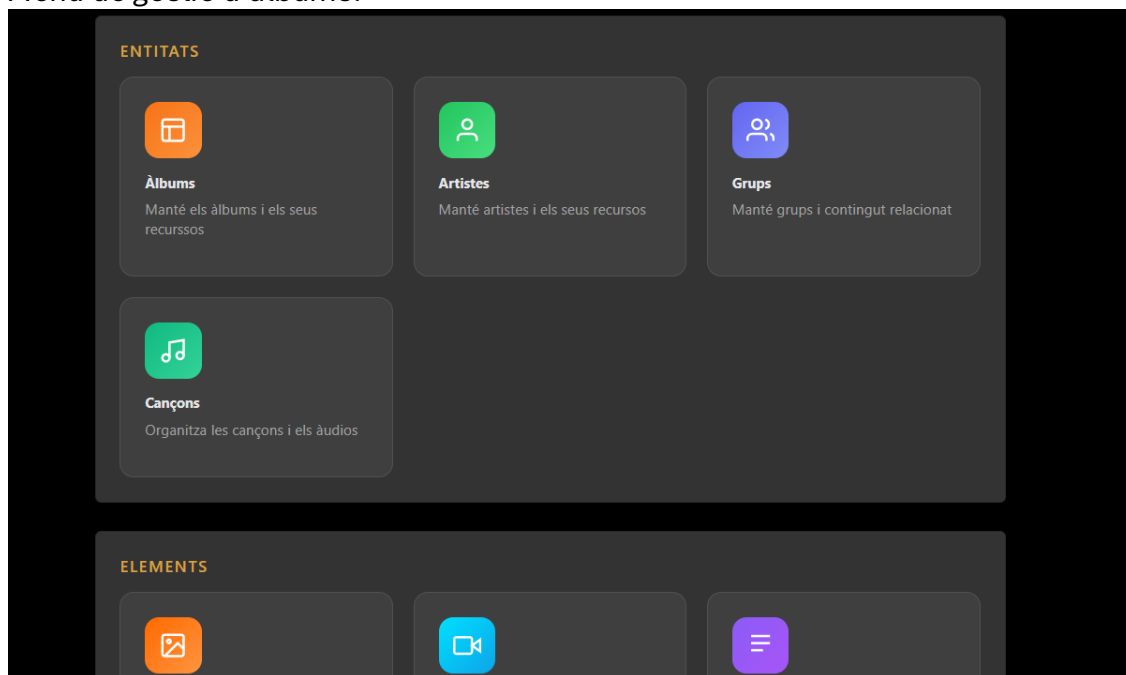 ENTITATS
Àlbums
Manté els àlbums i els seus
recurssos
Artistes
Manté artistes i els seus recursos
Grups
Manté grups i contingut relacionat
Cançons
Organitza les cançons i els àudios
ELEMENTS